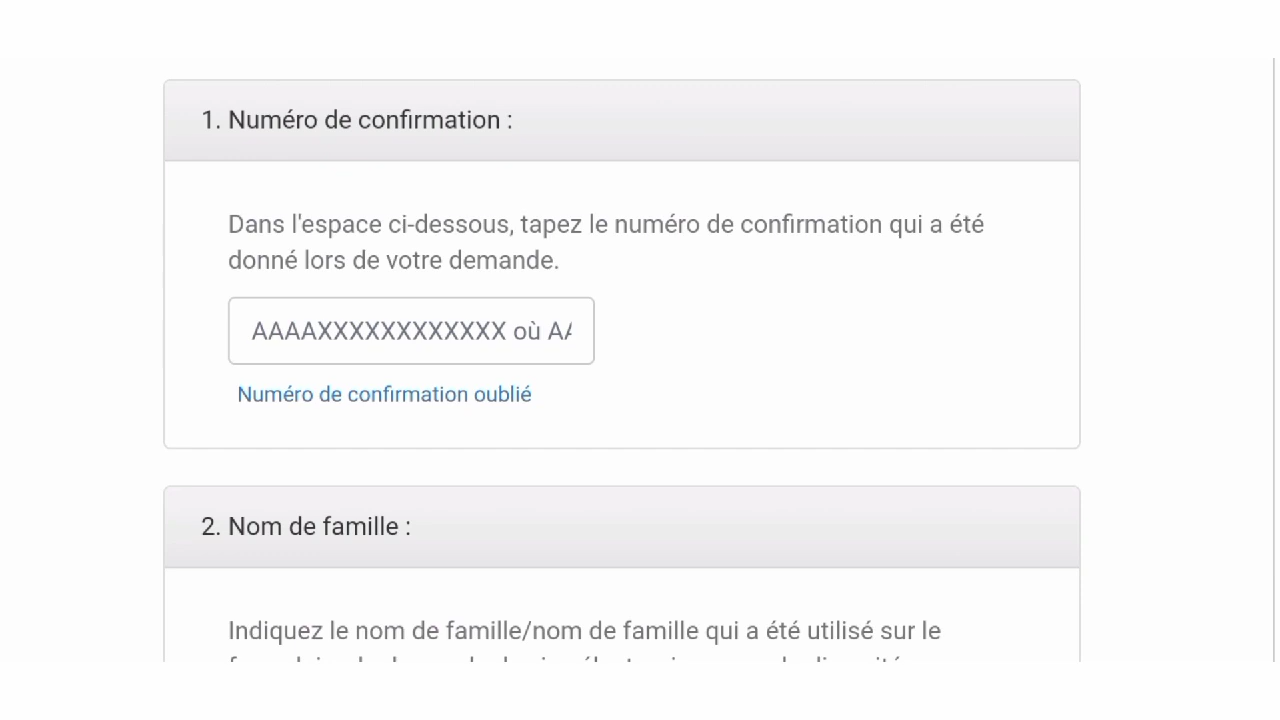 1. Numéro de confirmation :
Dans l'espace ci-dessous, tapez le numéro de confirmation qui a été
donné lors de votre demande.
AAAAXXXXXXXXXXXX où
Numéro de confirmation oublié
2. Nom de famille :
Indiquez le nom de famille/nom de famille qui a été utilisé sur le